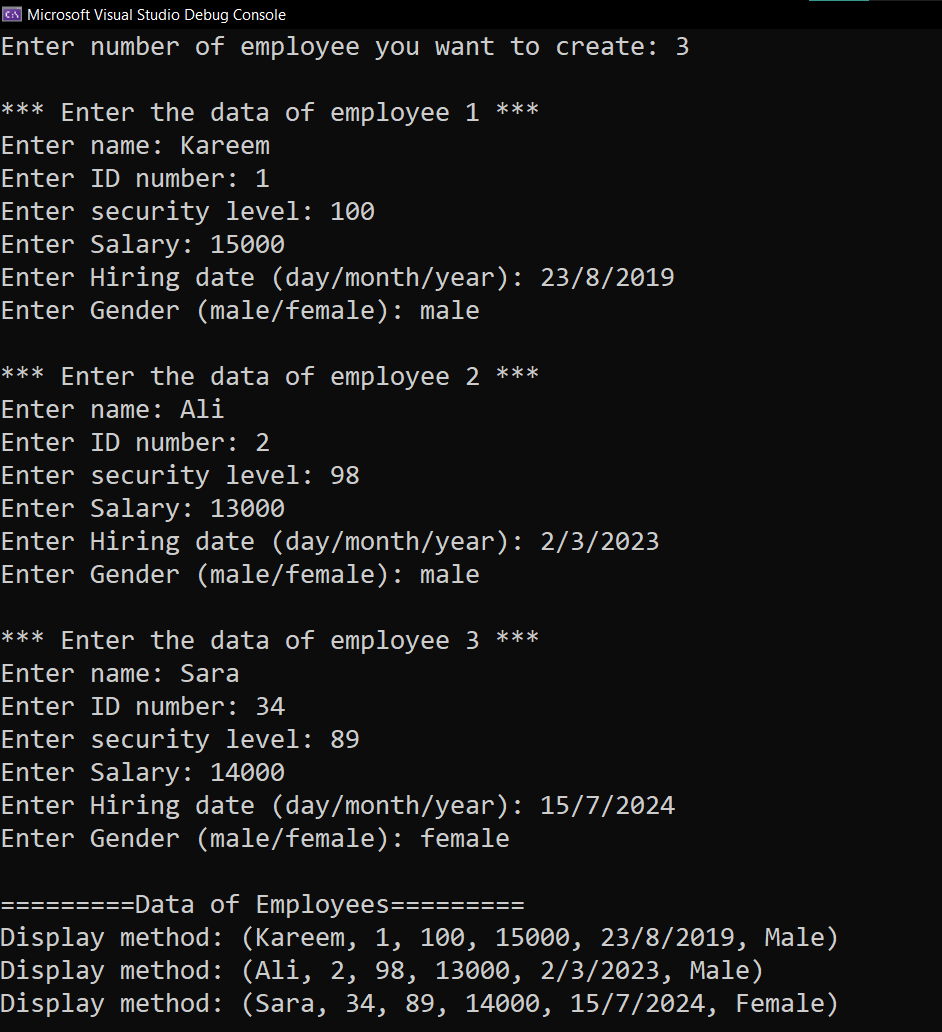 Microsoft Visual Studio Debug Console
Enter number of employee you want to create: 3
*** Enter the data of employee 1 ***
Enter name: Kareem
Enter ID number: 1
Enter security level: 100
Enter Salary: 15000
Enter Hiring date (day/month/year): 23/8/2019
Enter Gender (male/female): male
*** Enter the data of employee 2 ***
Enter name: Ali
Enter ID number: 2
Enter security level: 98
Enter Salary: 13000
Enter Hiring date (day/month/year): 2/3/2023
Enter Gender (male/female): male
*** Enter the data of employee 3 ***
Enter name: Sara
Enter ID number: 34
Enter security level: 89
Enter Salary: 14000
Enter Hiring date (day/month/year): 15/7/2024
Enter Gender (male/female): female
=========Data of Employees=========
Display method: (Kareem, 1, 100, 15000, 23/8/2019, Male)
Display method: (Ali, 2, 98, 13000, 2/3/2023, Male)
Display method: (Sara, 34, 89, 14000, 15/7/2024, Female)